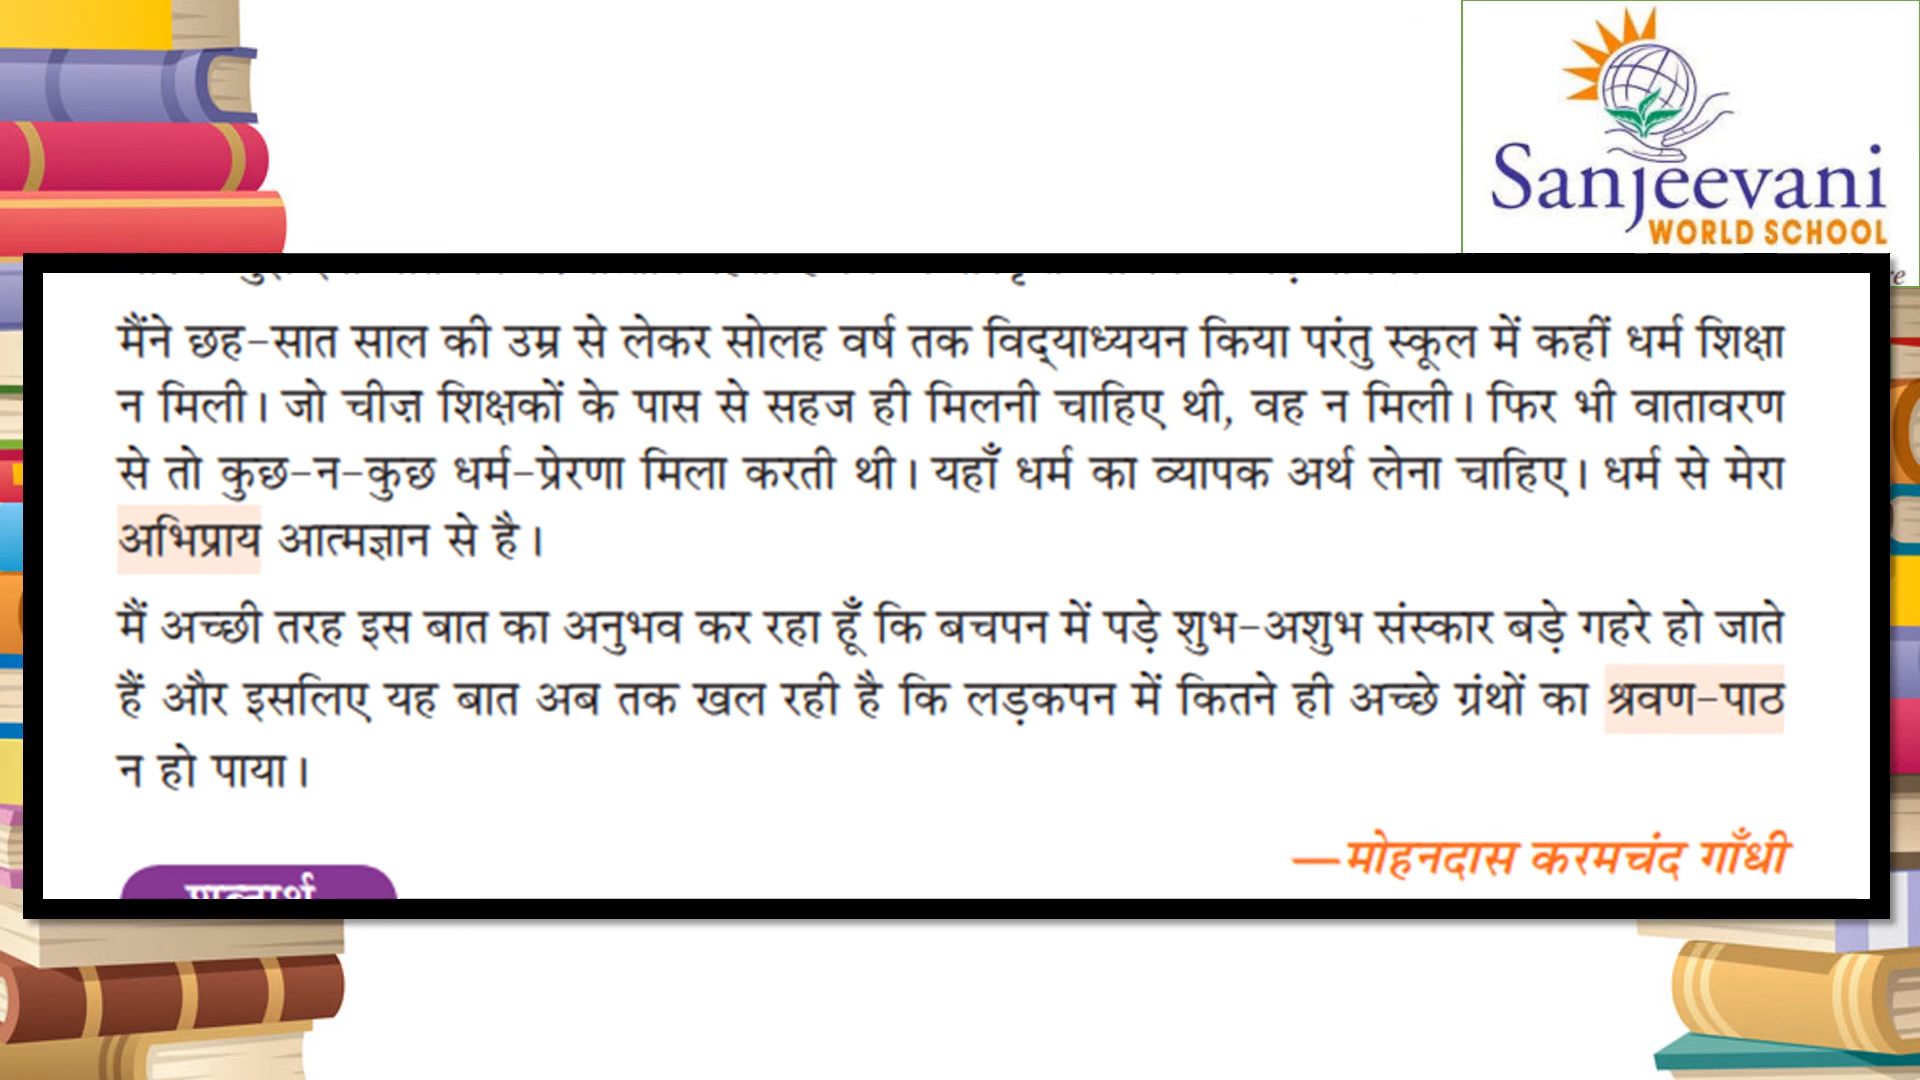 Sanjeevani
WORLD SCHOOL
मैंने छह-सात साल की उम्र से लेकर सोलह वर्ष तक विद्‌याध्ययन किया परंतु स्कूल में कहीं धर्म शिक्षा
न मिली। जो चीज़ शिक्षकों के पास से सहज ही मिलनी चाहिए थी, वह न मिली। फिर भी वातावरण
से तो कुछ-न-कुछ धर्म-प्रेरणा मिला करती थी। यहाँ धर्म का व्यापक अर्थ लेना चाहिए। धर्म से मेरा
अभिप्राय आत्मज्ञान से है।
मैं अच्छी तरह इस बात का अनुभव कर रहा हूँ कि बचपन में पड़े शुभ-अशुभ संस्कार बड़े गहरे हो जाते
हैं और इसलिए यह बात अब तक खल रही है कि लड़कपन में कितने ही अच्छे ग्रंथों का श्रवण-पाठ
न हो पाया।
—मोहनदास करमचंद गाँधी
शब्दार्थ